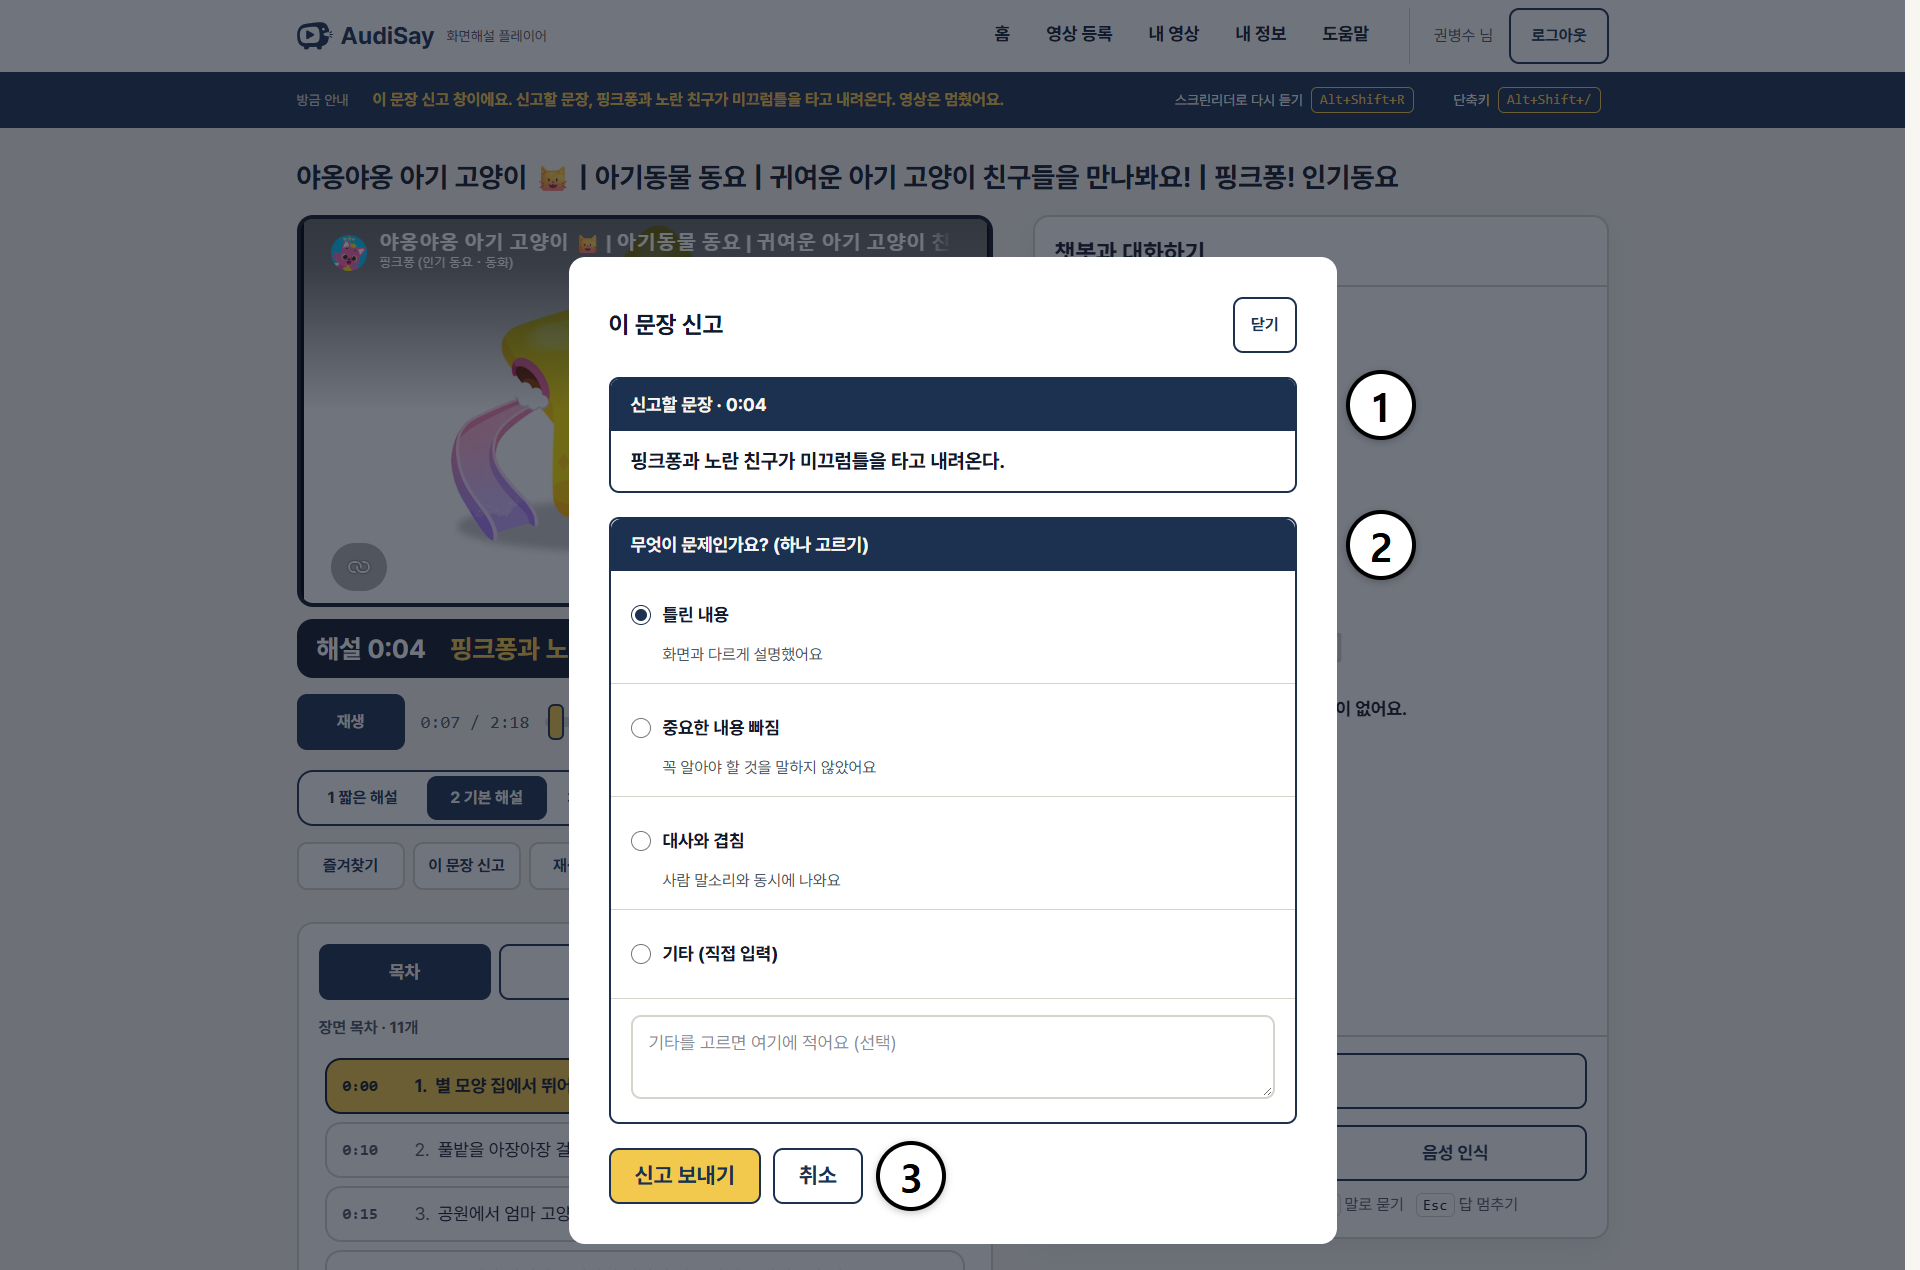 AudiSay 화면해설 플레이어
홈 영상 등록 내 영상 내 정보 도움말 권병수 님 로그아웃
방금 안내 이 문장 신고 창이에요. 신고할 문장, 핑크퐁과 노란 친구가 미끄럼틀을 타고 내려온다. 영상은 멈췄어요. 스크린리더로 다시 듣기 Alt+Shift+R 단축키 Alt+Shift+/
야옹야옹 아기 고양이 🐱 | 아기동물 동요 | 귀여운 아기 고양이 친구들을 만나봐요! | 핑크퐁! 인기동요
야옹야옹 아기 고양이 🐱 | 아기동물 동요 | 귀여운 아기 고양이 친
핑크퐁 (인기 동요 · 동화)
챗봇과 대화하기
이 문장 신고
닫기
신고할 문장 · 0:04
핑크퐁과 노란 친구가 미끄럼틀을 타고 내려온다.
1
무엇이 문제인가요? (하나 고르기)
2
틀린 내용
화면과 다르게 설명했어요
중요한 내용 빠짐
꼭 알아야 할 것을 말하지 않았어요
대사와 겹침
사람 말소리와 동시에 나와요
기타 (직접 입력)
기타를 고르면 여기에 적어요 (선택)
신고 보내기
취소
3
해설 0:04 핑크퐁과 노
재생 0:07 / 2:18
1 짧은 해설 2 기본 해설
즐겨찾기 이 문장 신고 재
목차
장면 목차 · 11개
0:00 1. 별 모양 집에서 뛰어
0:10 2. 풀밭을 아장아장 걸
0:15 3. 공원에서 엄마 고양
이 없어요.
음성 인식
말로 묻기 Esc 답 멈추기